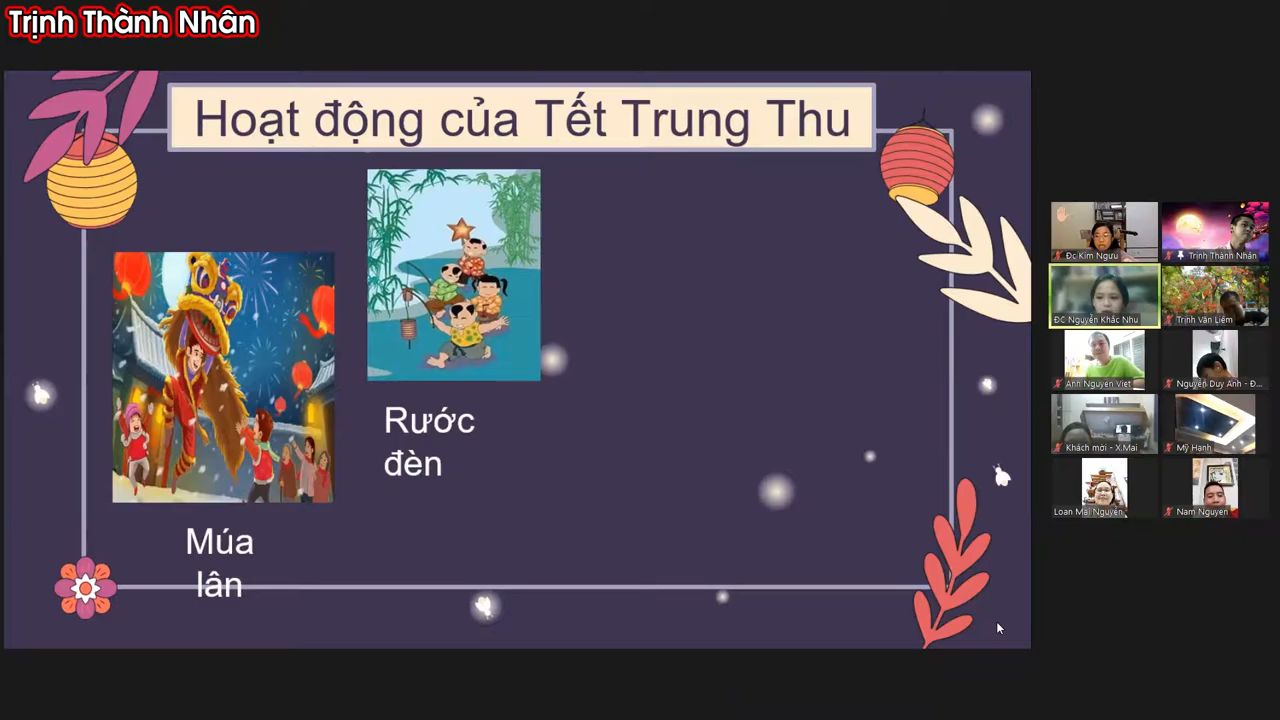 Trịnh Thành Nhân
Hoạt động của Tết Trung Thu
Rước
đèn
Múa
lân
Đc Kim Ngưu
Trịnh Thành Nhân
ĐC Nguyễn Khắc Nhu
Trịnh Văn Liêm
Anh Nguyen Viet
Nguyễn Duy Anh - Đ...
Khách mời - X.Mai
Mỹ Hạnh
Loan Mai Nguyễn
Nam Nguyen